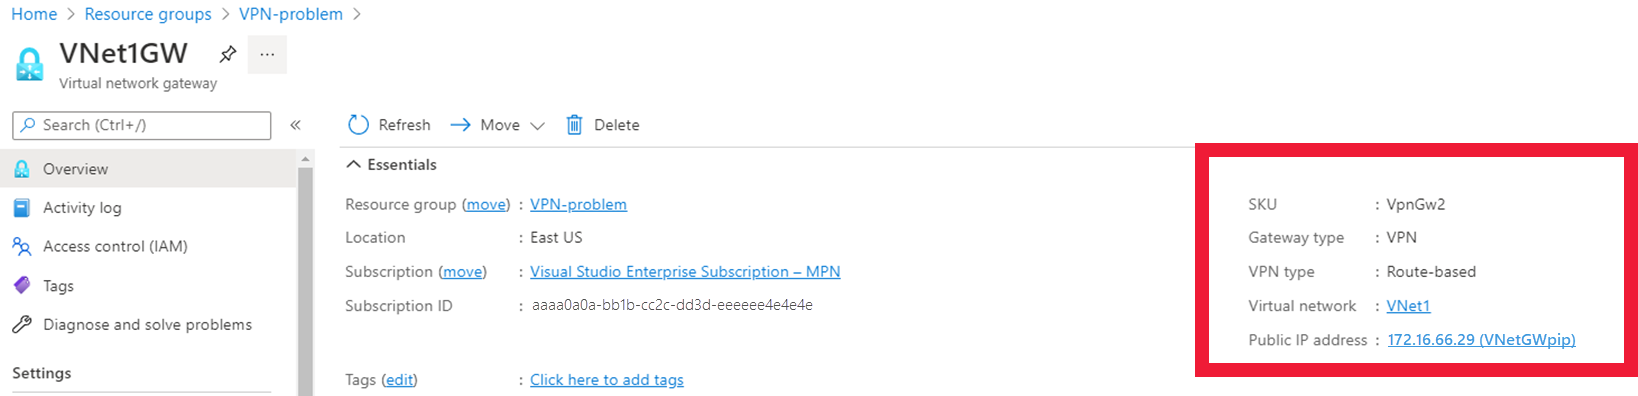 Home > Resource groups > VPN-problem >
VNet1GW
...
Virtual network gateway
Search (Ctrl+/)
«
Overview
Activity log
Access control (IAM)
Tags
Diagnose and solve problems
Settings
Refresh
Move
Delete
Essentials
Resource group (move) : VPN-problem
Location : East US
Subscription (move) : Visual Studio Enterprise Subscription – MPN
Subscription ID : aaaa0a0a-bb1b-cc2c-dd3d-eeeeee4e4e4e
Tags (edit) : Click here to add tags
SKU : VpnGw2
Gateway type : VPN
VPN type : Route-based
Virtual network : VNet1
Public IP address : 172.16.66.29 (VNetGWpip)